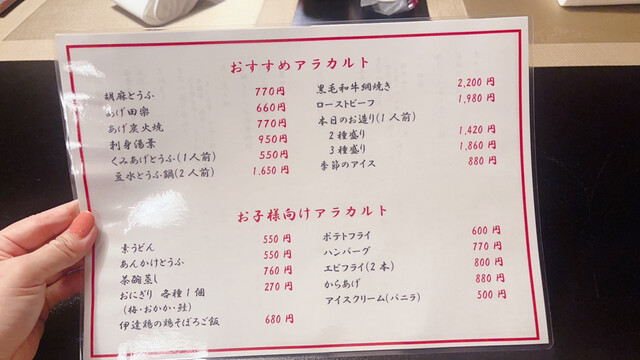 おすすめアラカルト
胡麻とうふ 770円
あげ田楽 660円
あげ炭火焼 770円
刺身湯葉 950円
くみあげとうふ(1人前) 550円
豆水とうふ鍋(2人前) 1,650円
黒毛和牛網焼き 2,200円
ローストビーフ 1,980円
本日のお造り(1人前)
2種盛り 1,420円
3種盛り 1,860円
季節のアイス 880円
お子様向けアラカルト
素うどん 550円
あんかけとうふ 550円
茶碗蒸し 760円
おにぎり 各種1個 270円
(梅・おかか・鮭)
伊達鶏の鶏そぼろご飯 680円
ポテトフライ 600円
ハンバーグ 770円
エビフライ(2本) 800円
からあげ 880円
アイスクリーム(バニラ) 500円